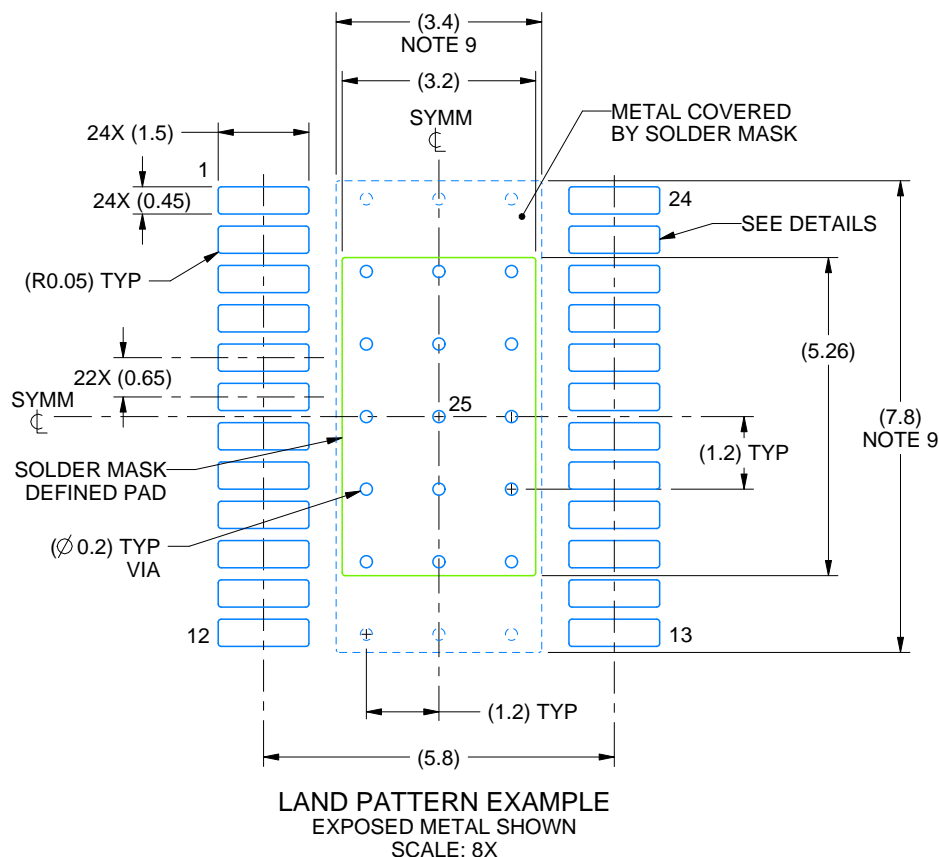 (3.4)
NOTE 9
(3.2)
SYMM
℄
METAL COVERED
BY SOLDER MASK
24X (1.5)
1
24X (0.45)
24
SEE DETAILS
(R0.05) TYP
(5.26)
22X (0.65)
SYMM
℄
25
(7.8)
NOTE 9
(1.2) TYP
SOLDER MASK
DEFINED PAD
(∅ 0.2) TYP
VIA
12
13
(1.2) TYP
(5.8)
LAND PATTERN EXAMPLE
EXPOSED METAL SHOWN
SCALE: 8X